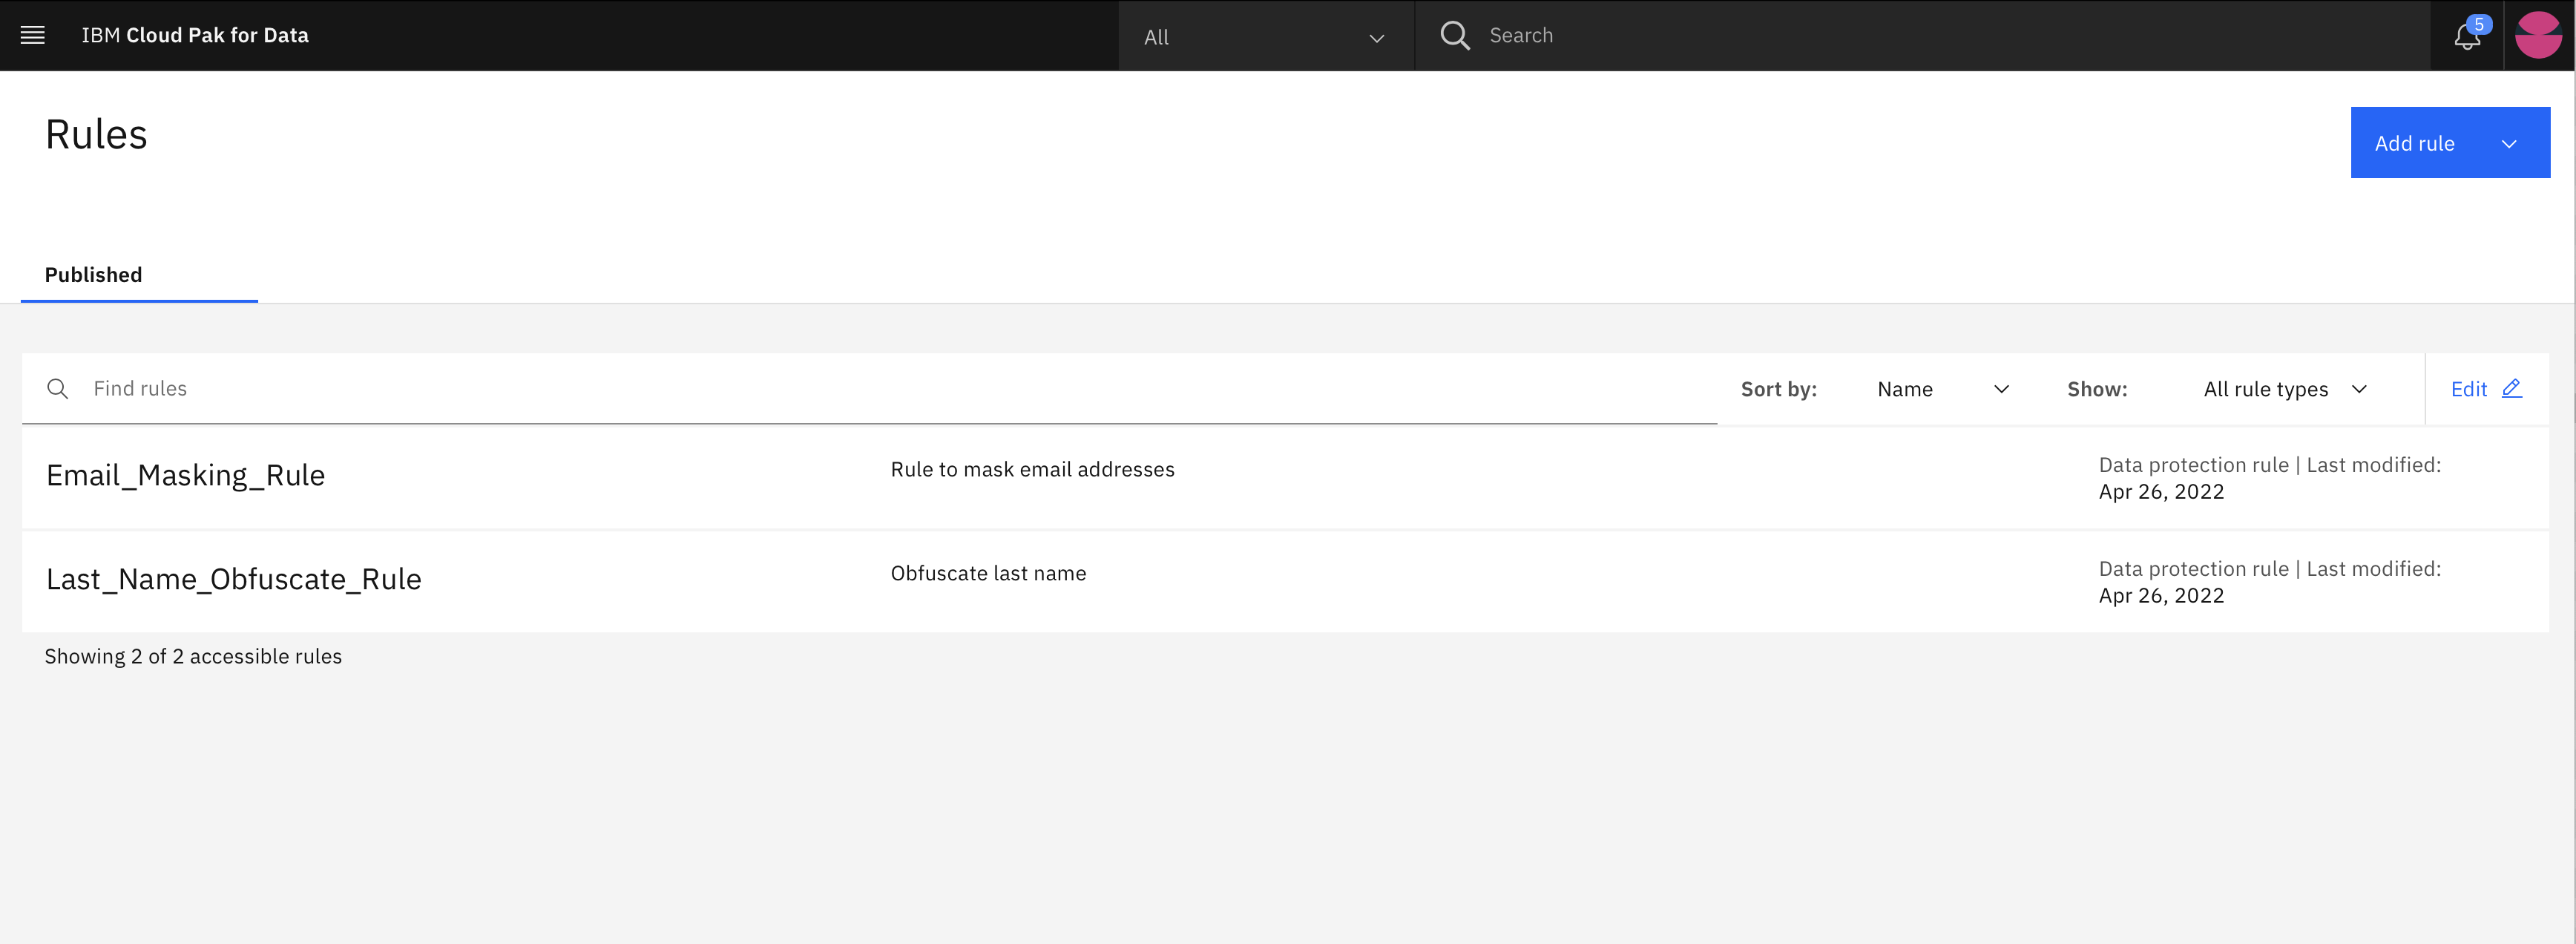 IBM Cloud Pak for Data
All
Search
5
Rules
Add rule
Published
Find rules
Sort by:
Name
Show:
All rule types
Edit
Email_Masking_Rule
Rule to mask email addresses
Data protection rule | Last modified:
Apr 26, 2022
Last_Name_Obfuscate_Rule
Obfuscate last name
Data protection rule | Last modified:
Apr 26, 2022
Showing 2 of 2 accessible rules